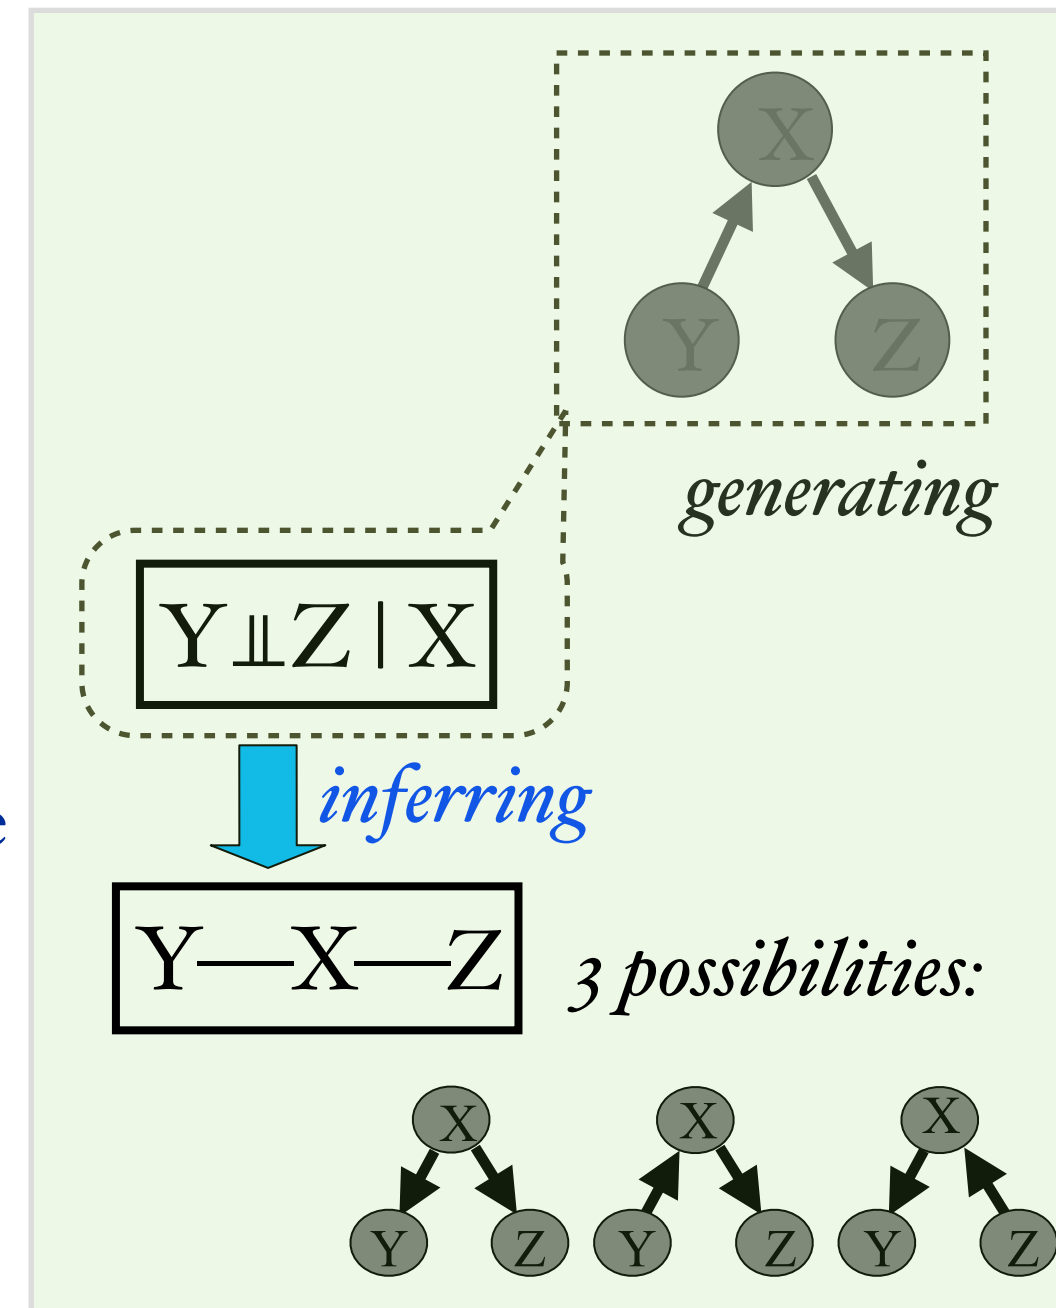 X
Y Z
generating
Y⫫Z | X
inferring
Y—X—Z
3 possibilities:
X X X
Y Z Y Z Y Z